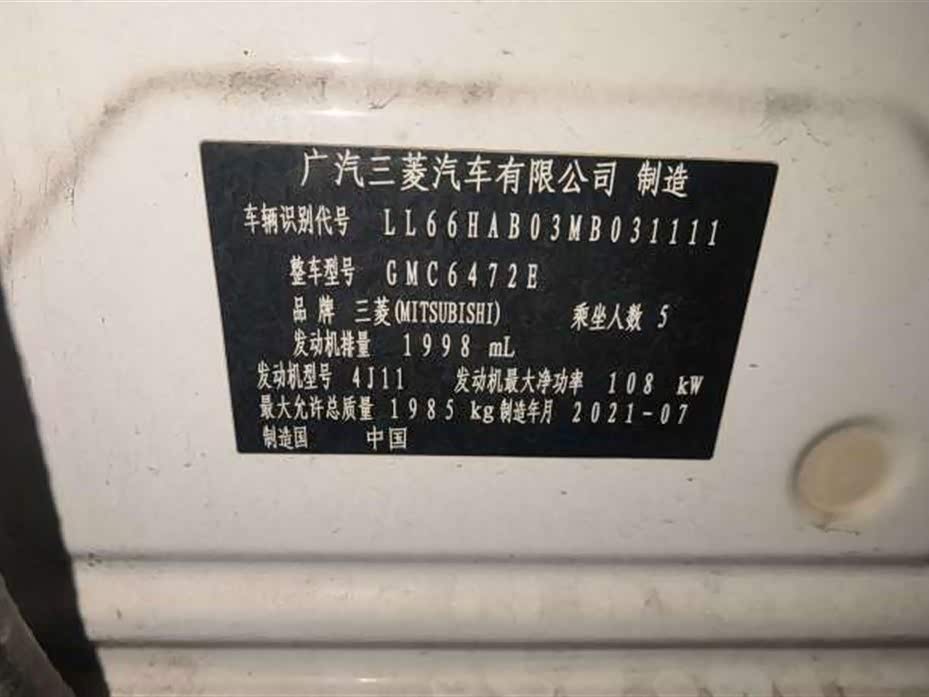 广汽三菱汽车有限公司 制造
车辆识别代号 LL66HAB03MB031111
整车型号 GMC6472E
品 牌 三菱(MITSUBISHI) 乘坐人数 5
发动机排量 1998 mL
发动机型号 4J11 发动机最大净功率 108 kW
最大允许总质量 1985 kg 制造年月 2021-07
制造国 中国